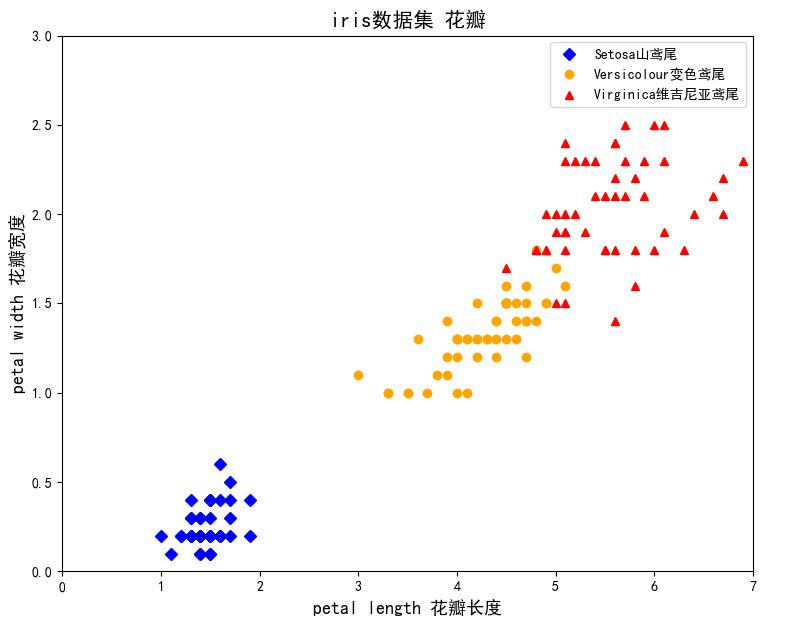 iris数据集 花瓣
3.0
Setosa山鸢尾
Versicolour变色鸢尾
Virginica维吉尼亚鸢尾
2.5
2.0
petal width 花瓣宽度
1.5
1.0
0.5
0.0
0 1 2 3 4 5 6 7
petal length 花瓣长度